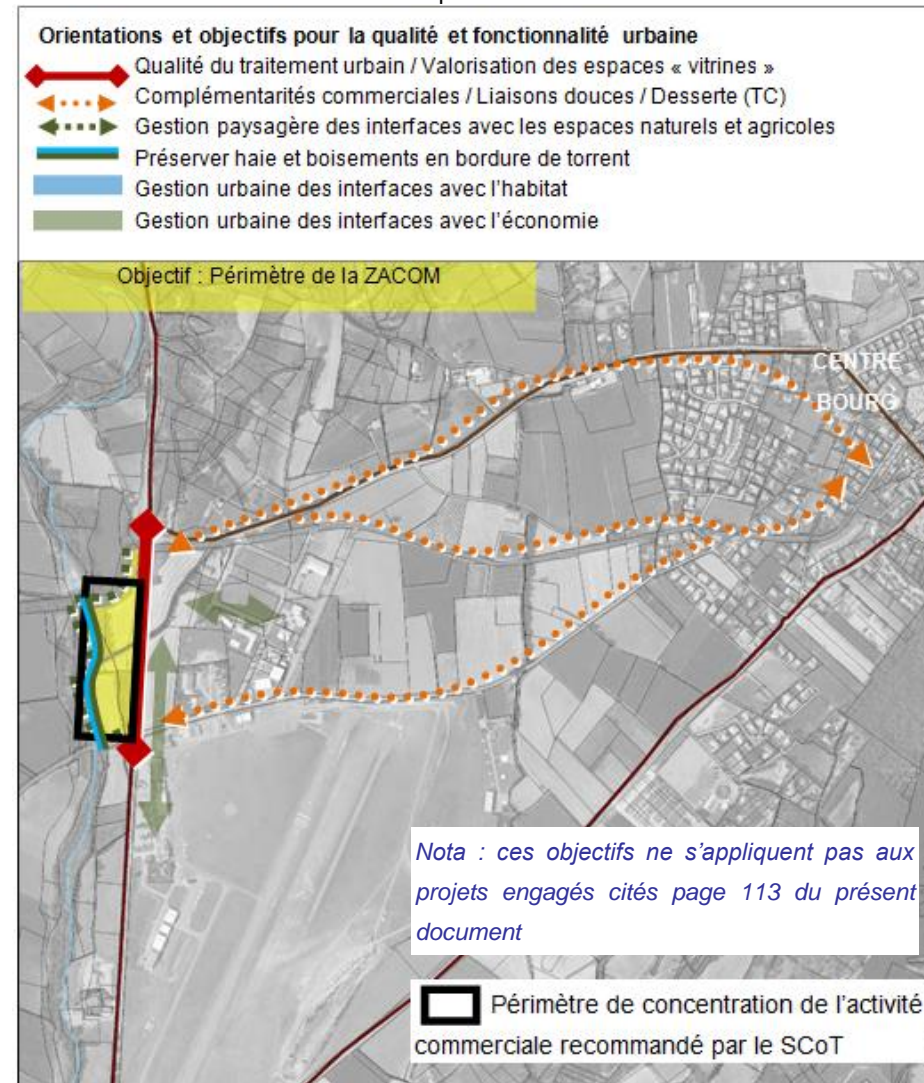 Orientations et objectifs pour la qualité et fonctionnalité urbaine
Qualité du traitement urbain / Valorisation des espaces « vitrines »
Complémentarités commerciales / Liaisons douces / Desserte (TC)
Gestion paysagère des interfaces avec les espaces naturels et agricoles
Préserver haie et boisements en bordure de torrent
Gestion urbaine des interfaces avec l'habitat
Gestion urbaine des interfaces avec l'économie
Objectif : Périmètre de la ZACOM
CENTRE
BOURG
Nota : ces objectifs ne s'appliquent pas aux
projets engagés cités page 113 du présent
document
Périmètre de concentration de l'activité
commerciale recommandé par le SCoT